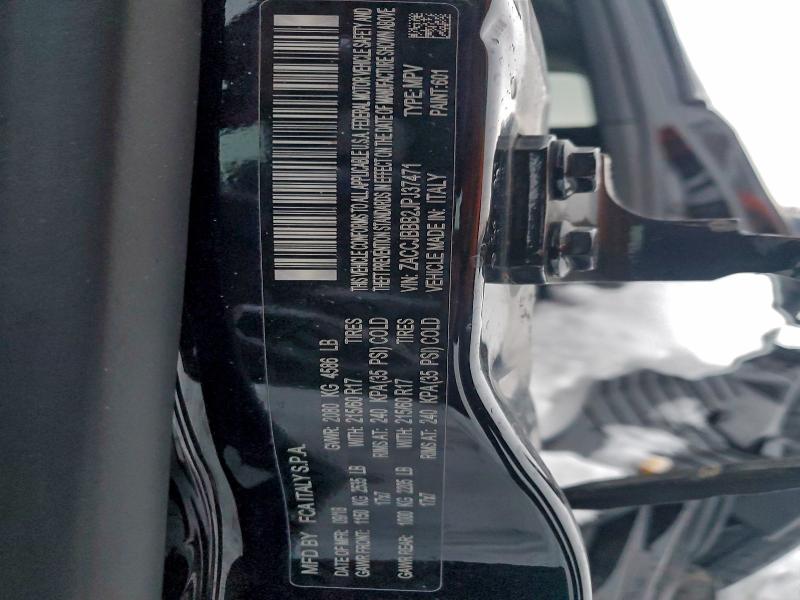 MFD BY FCA ITALY S.P.A.
DATE OF MFR: 09/18 GVWR: 2080 KG 4586 LB
GAWR FRONT: 1150 KG 2535 LB WITH: 215/60 R17 TIRES
17x7 RIMS AT: 240 KPA(35 PSI) COLD
GAWR REAR: 1000 KG 2205 LB WITH: 215/60 R17 TIRES
17x7 RIMS AT: 240 KPA(35 PSI) COLD
THIS VEHICLE CONFORMS TO ALL APPLICABLE U.S.A. FEDERAL MOTOR VEHICLE SAFETY AND
THEFT PREVENTION STANDARDS IN EFFECT ON THE DATE OF MANUFACTURE SHOWN ABOVE
VIN: ZACCJBBB2JPJ37471 TYPE: MPV
VEHICLE MADE IN: ITALY PAINT: 601